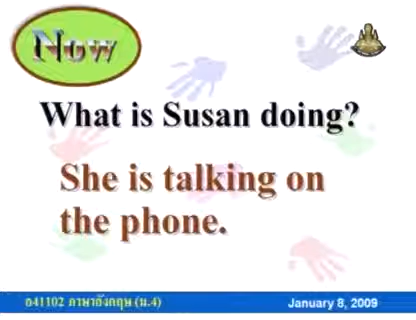 Now
What is Susan doing?
She is talking on
the phone.
อ41102 ภาษาอังกฤษ (ม.4)
January 8, 2009